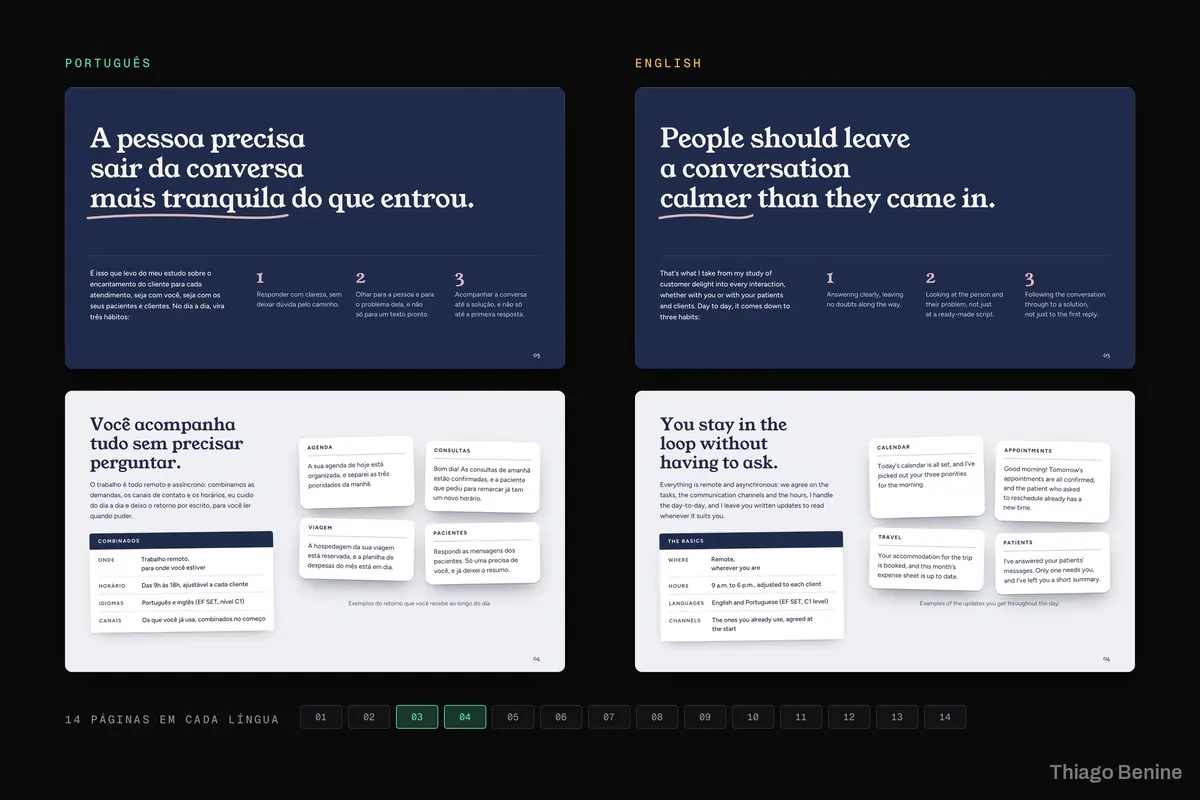 PORTUGUÊS
A pessoa precisa
sair da conversa
mais tranquila do que entrou.
É isso que levo do meu estudo sobre o
encantamento do cliente para cada
atendimento, seja com você, seja com os
seus pacientes e clientes. No dia a dia, vira
três hábitos:
1
Responder com clareza, sem
deixar dúvida pelo caminho.
2
Olhar para a pessoa e para
o problema dela, e não
só para um texto pronto.
3
Acompanhar a conversa
até a solução, e não só
até a primeira resposta.
03
Você acompanha
tudo sem precisar
perguntar.
O trabalho é todo remoto e assíncrono: combinamos as
demandas, os canais de contato e os horários, eu cuido
do dia a dia e deixo o retorno por escrito, para você ler
quando puder.
COMBINADOS
ONDE
Trabalho remoto,
para onde você estiver
HORÁRIO
Das 9h às 18h, ajustável a cada cliente
IDIOMAS
Português e inglês (EF SET, nível C1)
CANAIS
Os que você já usa, combinados no começo
AGENDA
A sua agenda de hoje está
organizada, e separei as três
prioridades da manhã.
CONSULTAS
Bom dia! As consultas de amanhã
estão confirmadas, e a paciente
que pediu para remarcar já tem
um novo horário.
VIAGEM
A hospedagem da sua viagem
está reservada, e a planilha de
despesas do mês está em dia.
PACIENTES
Respondi as mensagens dos
pacientes. Só uma precisa de
você, e já deixei o resumo.
Exemplos do retorno que você recebe ao longo do dia.
04
ENGLISH
People should leave
a conversation
calmer than they came in.
That's what I take from my study of
customer delight into every interaction,
whether with you or with your patients
and clients. Day to day, it comes down to
three habits:
1
Answering clearly, leaving
no doubts along the way.
2
Looking at the person and
their problem, not just
at a ready-made script.
3
Following the conversation
through to a solution,
not just to the first reply.
03
You stay in the
loop without
having to ask.
Everything is remote and asynchronous: we agree on the
tasks, the communication channels and the hours, I handle
the day-to-day, and I leave you written updates to read
whenever it suits you.
THE BASICS
WHERE
Remote,
wherever you are
HOURS
9 a.m. to 6 p.m., adjusted to each client
LANGUAGES
English and Portuguese (EF SET, C1 level)
CHANNELS
The ones you already use, agreed at
the start
CALENDAR
Today's calendar is all set, and I've
picked out your three priorities
for the morning.
APPOINTMENTS
Good morning! Tomorrow's
appointments are all confirmed,
and the patient who asked
to reschedule already has a
new time.
TRAVEL
Your accommodation for the trip
is booked, and this month's
expense sheet is up to date.
PATIENTS
I've answered your patients'
messages. Only one needs you,
and I've left you a short summary.
Examples of the updates you get throughout the day.
04
14 PÁGINAS EM CADA LÍNGUA
01 02 03 04 05 06 07 08 09 10 11 12 13 14
Thiago Benine